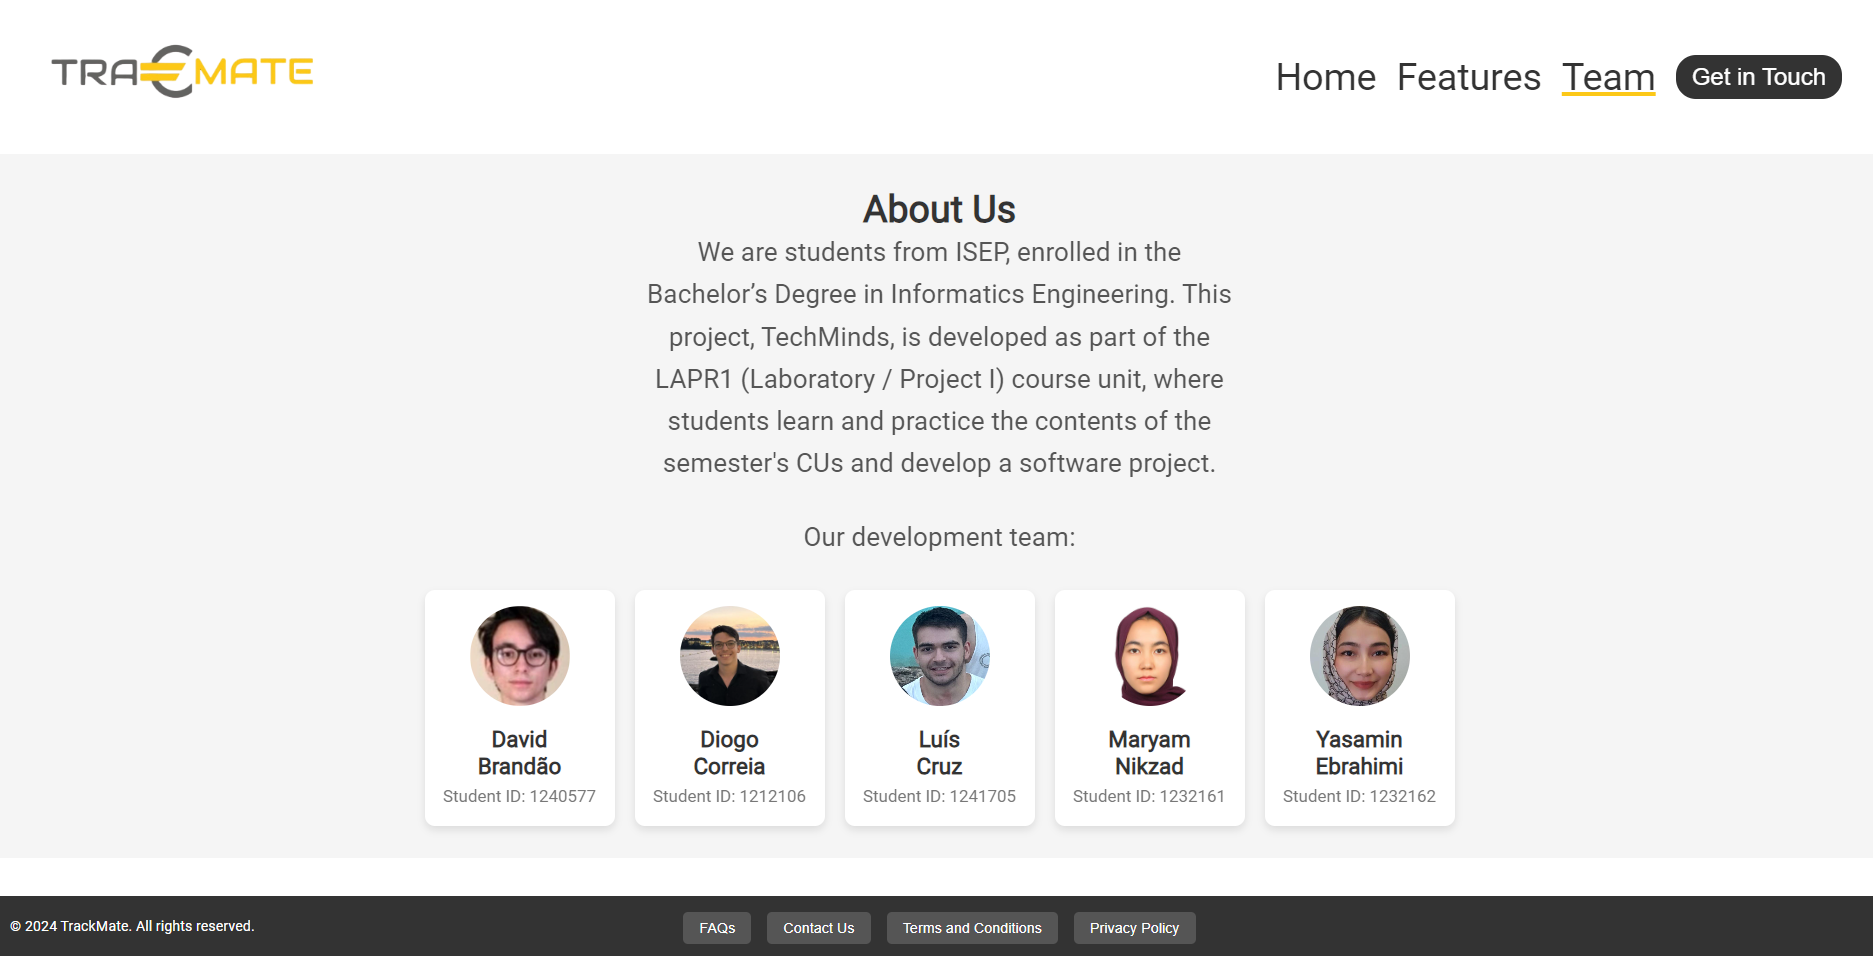 TRA€MATE
Home Features Team Get in Touch
About Us
We are students from ISEP, enrolled in the
Bachelor’s Degree in Informatics Engineering. This
project, TechMinds, is developed as part of the
LAPR1 (Laboratory / Project I) course unit, where
students learn and practice the contents of the
semester's CUs and develop a software project.
Our development team:
David
Brandão
Student ID: 1240577
Diogo
Correia
Student ID: 1212106
Luís
Cruz
Student ID: 1241705
Maryam
Nikzad
Student ID: 1232161
Yasamin
Ebrahimi
Student ID: 1232162
© 2024 TrackMate. All rights reserved.
FAQs
Contact Us
Terms and Conditions
Privacy Policy